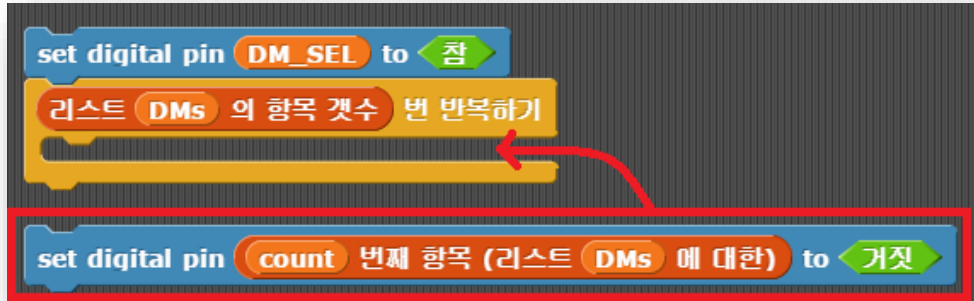 set digital pin DM_SEL to 참
리스트 DMs 의 항목 갯수 번 반복하기
set digital pin count 번째 항목 (리스트 DMs 에 대한) to 거짓